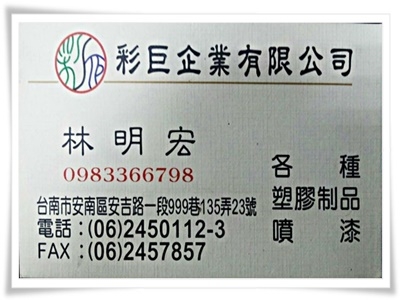 彩巨企業有限公司
林明宏
0983366798
各種
塑膠制品
噴漆
台南市安南區安吉路一段999巷135弄23號
電話：(06)2450112-3
FAX：(06)2457857